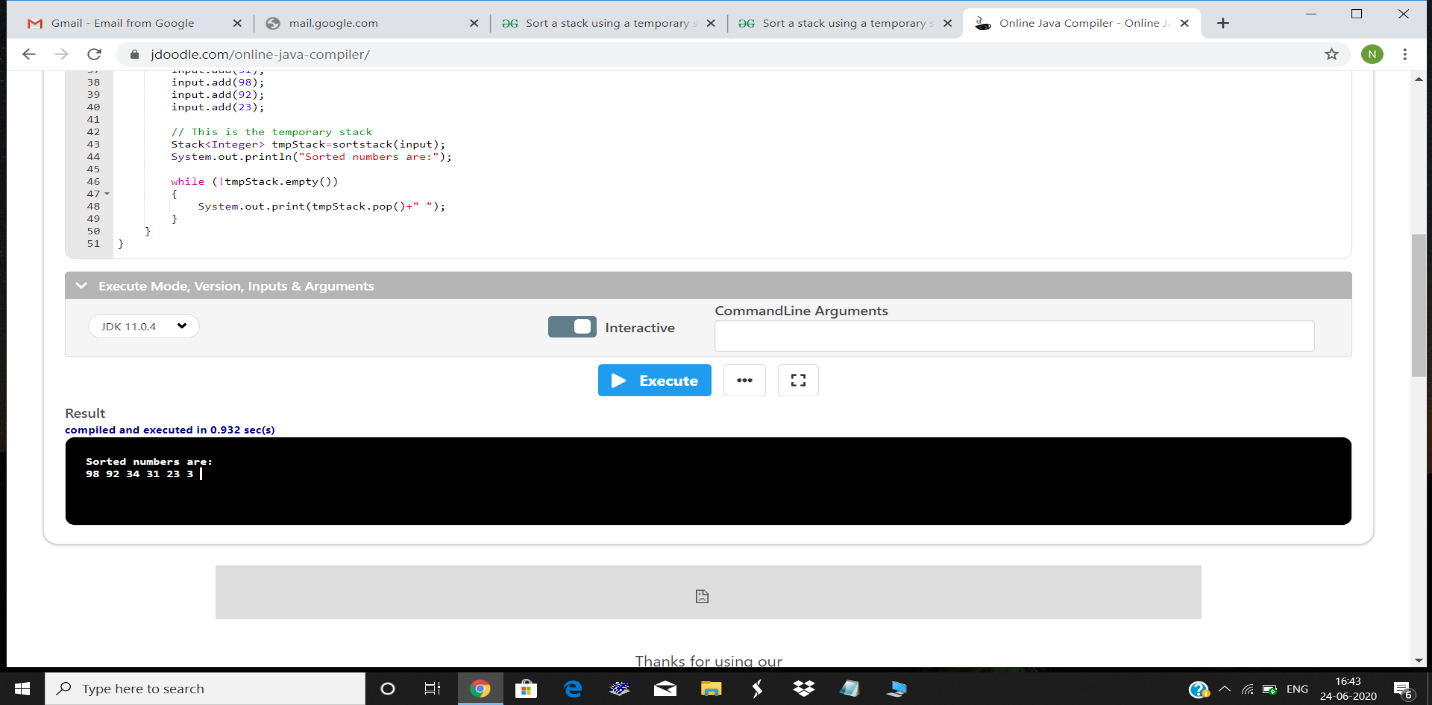 Gmail - Email from Google
mail.google.com
Sort a stack using a temporary s
Sort a stack using a temporary s
Online Java Compiler - Online Ja
jdoodle.com/online-java-compiler/
N
38 input.add(98);
39 input.add(92);
40 input.add(23);
41
42 // This is the temporary stack
43 Stack<Integer> tmpStack=sortstack(input);
44 System.out.println("Sorted numbers are:");
45
46 while (!tmpStack.empty())
47 {
48 System.out.print(tmpStack.pop()+" ");
49 }
50 }
51 }
Execute Mode, Version, Inputs & Arguments
CommandLine Arguments
JDK 11.0.4
Interactive
Execute
Result
compiled and executed in 0.932 sec(s)
Sorted numbers are:
98 92 34 31 23 3
Thanks for using our
Type here to search
ENG
16:43
24-06-2020
6